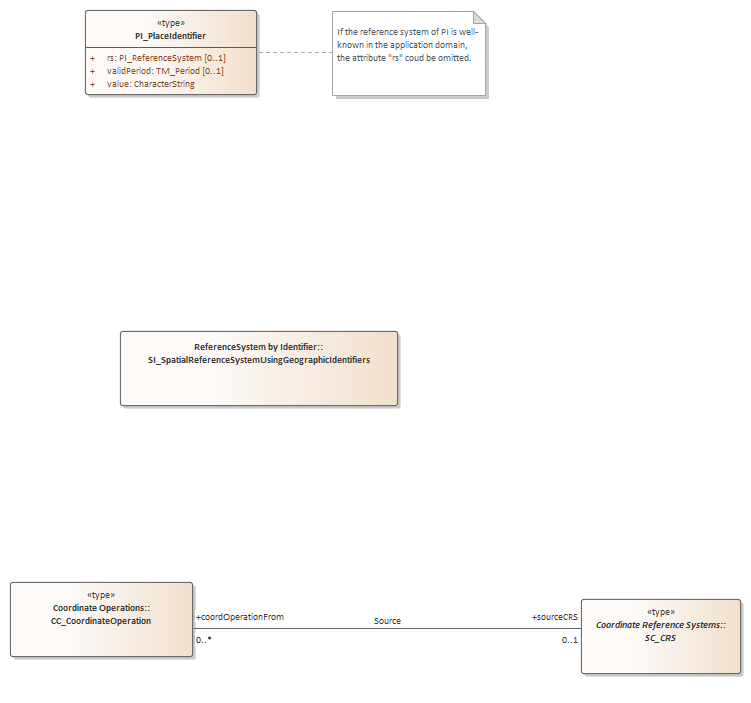 «type»
PI_PlaceIdentifier
+ rs: PI_ReferenceSystem [0..1]
+ validPeriod: TM_Period [0..1]
+ value: CharacterString
If the reference system of PI is well-
known in the application domain,
the attribute "rs" coud be omitted.
ReferenceSystem by Identifier::
SI_SpatialReferenceSystemUsingGeographicIdentifiers
«type»
Coordinate Operations::
CC_CoordinateOperation
+coordOperationFrom
0..*
Source
+sourceCRS
0..1
«type»
Coordinate Reference Systems::
SC_CRS